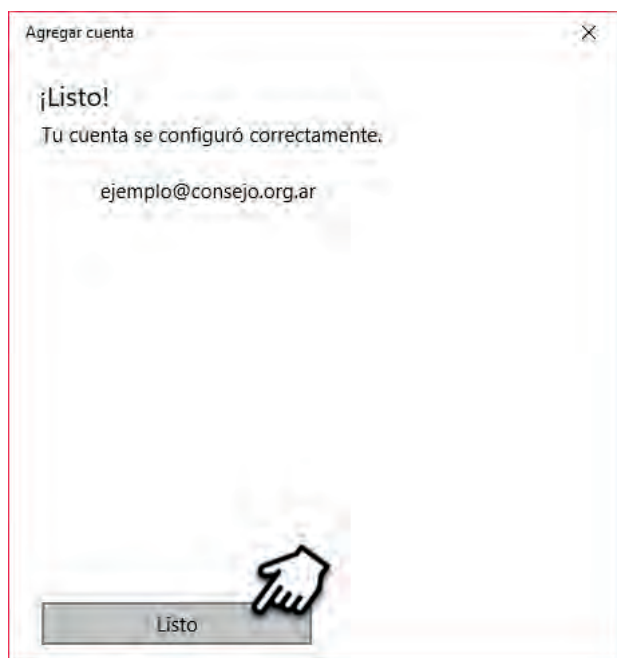 Agregar cuenta
¡Listo!
Tu cuenta se configuró correctamente.
ejemplo@consejo.org.ar
Listo